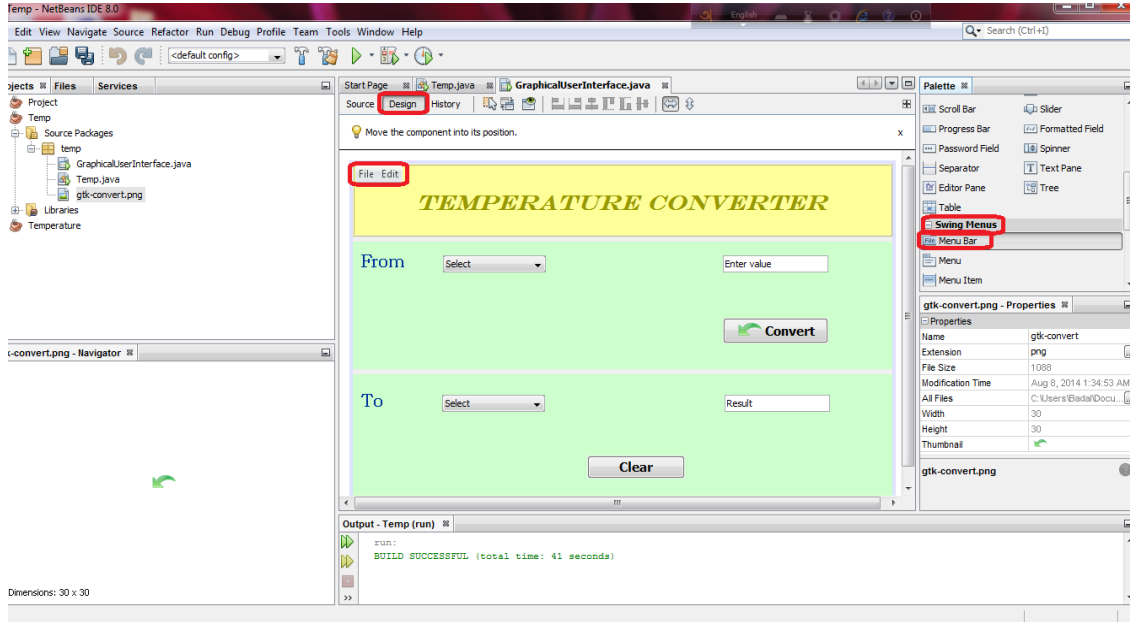 Temp - NetBeans IDE 8.0
English
Edit View Navigate Source Refactor Run Debug Profile Team Tools Window Help
Search (Ctrl+I)
<default config>
Files Services
Project
Temp
Source Packages
temp
GraphicalUserInterface.java
Temp.java
gtk-convert.png
Libraries
Temperature
-convert.png - Navigator
Dimensions: 30 x 30
Start Page Temp.java GraphicalUserInterface.java
Source Design History
Move the component into its position.
x
File Edit
TEMPERATURE CONVERTER
From Select Enter value
Convert
To Select Result
Clear
Output - Temp (run)
run:
BUILD SUCCESSFUL (total time: 41 seconds)
>>
Palette
Scroll Bar Slider
Progress Bar Formatted Field
Password Field Spinner
Separator Text Pane
Editor Pane Tree
Table
Swing Menus
File Menu Bar
Menu
Menu Item
gtk-convert.png - Properties
Properties
Name gtk-convert
Extension png
File Size 1088
Modification Time Aug 8, 2014 1:34:53 AM
All Files C:\Users\Badal\Docu...
Width 30
Height 30
Thumbnail
gtk-convert.png